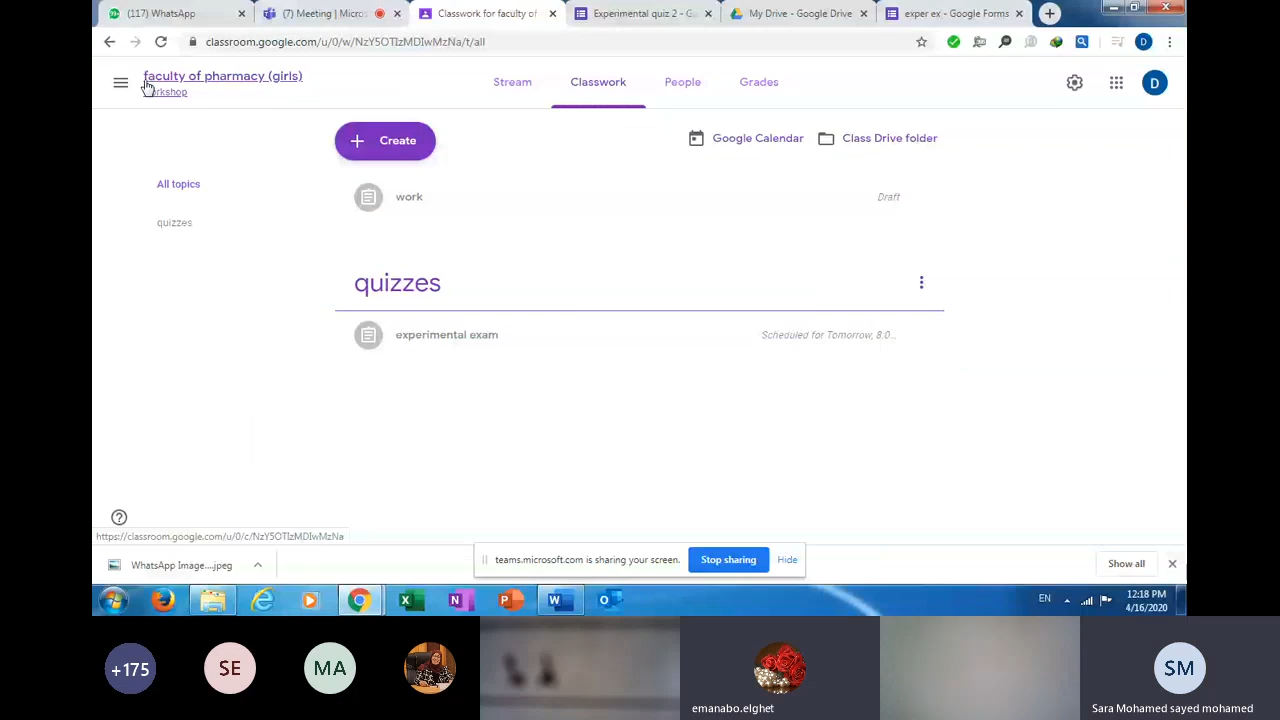 (117) WhatsApp
(7) Meeting | Micros
Classwork for faculty of
Experimental quiz 2 - G
My Drive - Google Drive
exper ex - Google Forms
classroom.google.com/u/0/w/NzY5OTIzMDIwMzNa/t/all
D
faculty of pharmacy (girls)
Stream
Classwork
People
Grades
D
Create
Google Calendar
Class Drive folder
All topics
work
Draft
quizzes
quizzes
experimental exam
Scheduled for Tomorrow, 8:0...
https://classroom.google.com/u/0/c/NzY5OTIzMDIwMzNa
WhatsApp Image....jpeg
teams.microsoft.com is sharing your screen.
Stop sharing
Hide
Show all
EN
12:18 PM
4/16/2020
+175
SE
MA
SM
emanabo.elghet
Sara Mohamed sayed mohamed